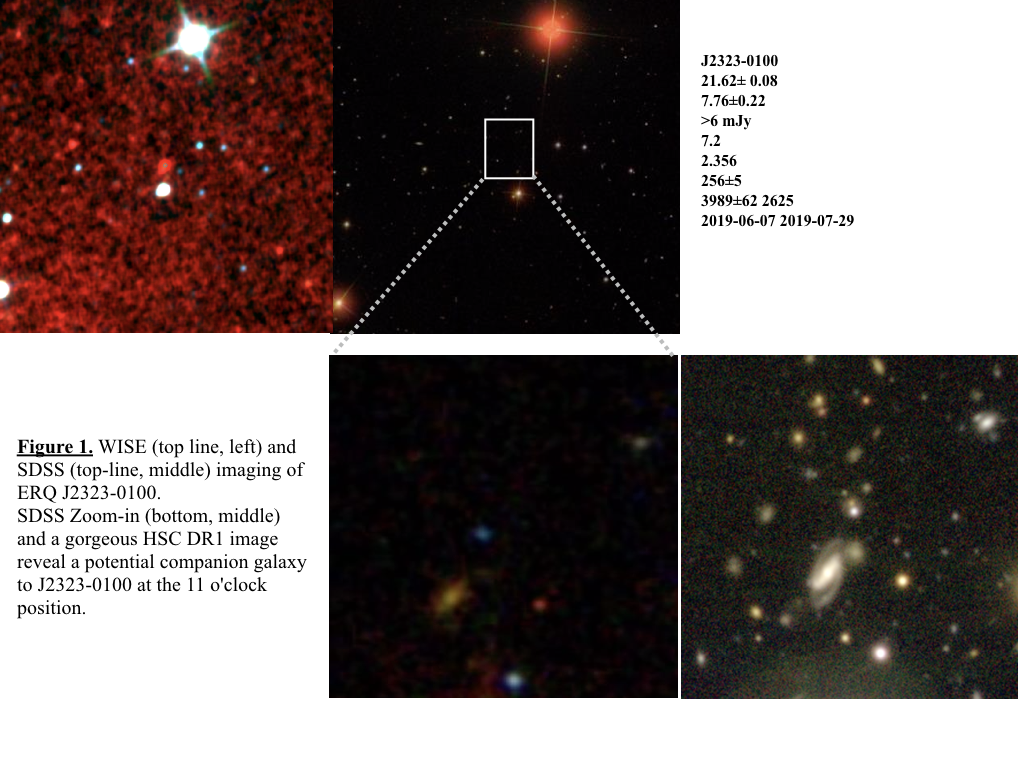 J2323-0100
21.62± 0.08
7.76±0.22
>6 mJy
7.2
2.356
256±5
3989±62 2625
2019-06-07 2019-07-29
Figure 1. WISE (top line, left) and
SDSS (top-line, middle) imaging of
ERQ J2323-0100.
SDSS Zoom-in (bottom, middle)
and a gorgeous HSC DR1 image
reveal a potential companion galaxy
to J2323-0100 at the 11 o'clock
position.